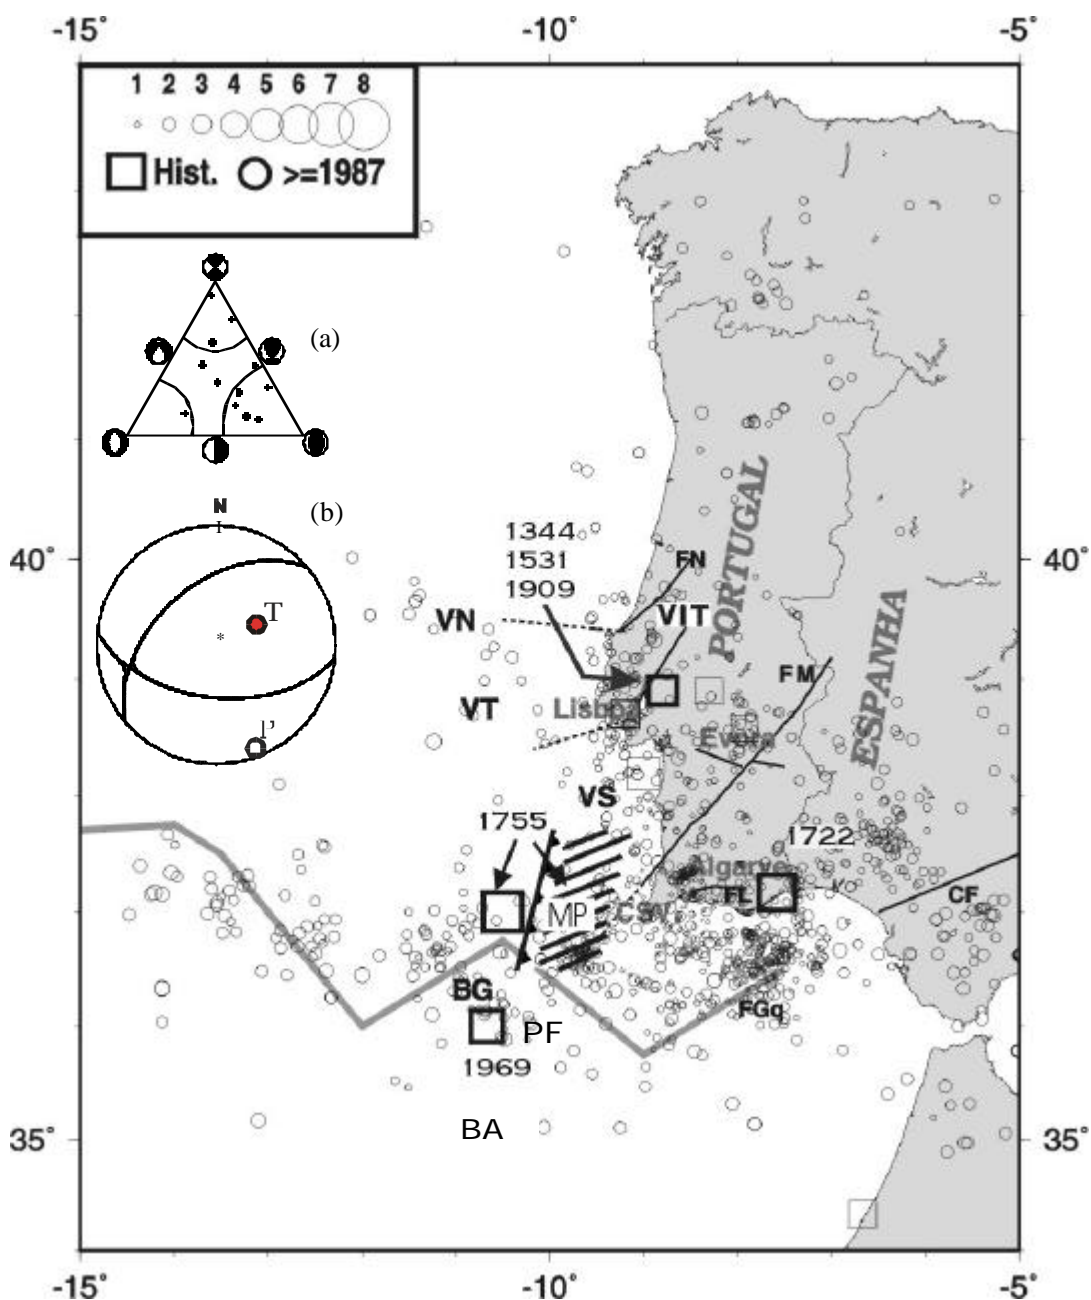 -15° -10° -5°
1 2 3 4 5 6 7 8
Hist. >=1987
(a)
N
(b)
T
40° 40°
1344
1531
1909
FN
VN
VIT
PORTUGAL
FM
VT
Lisboa
Evora
ESPANHA
VS
1755
1722
Algarve
FL
CF
MP
CSV
BG
FGq
PF
1969
BA
35° 35°
-15° -10° -5°